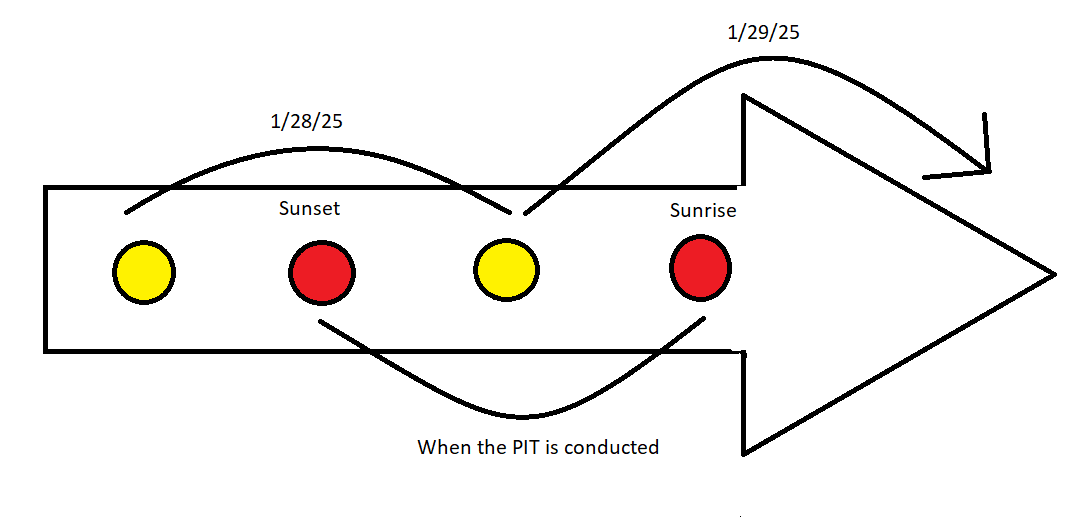 1/29/25
1/28/25
Sunset
Sunrise
When the PIT is conducted